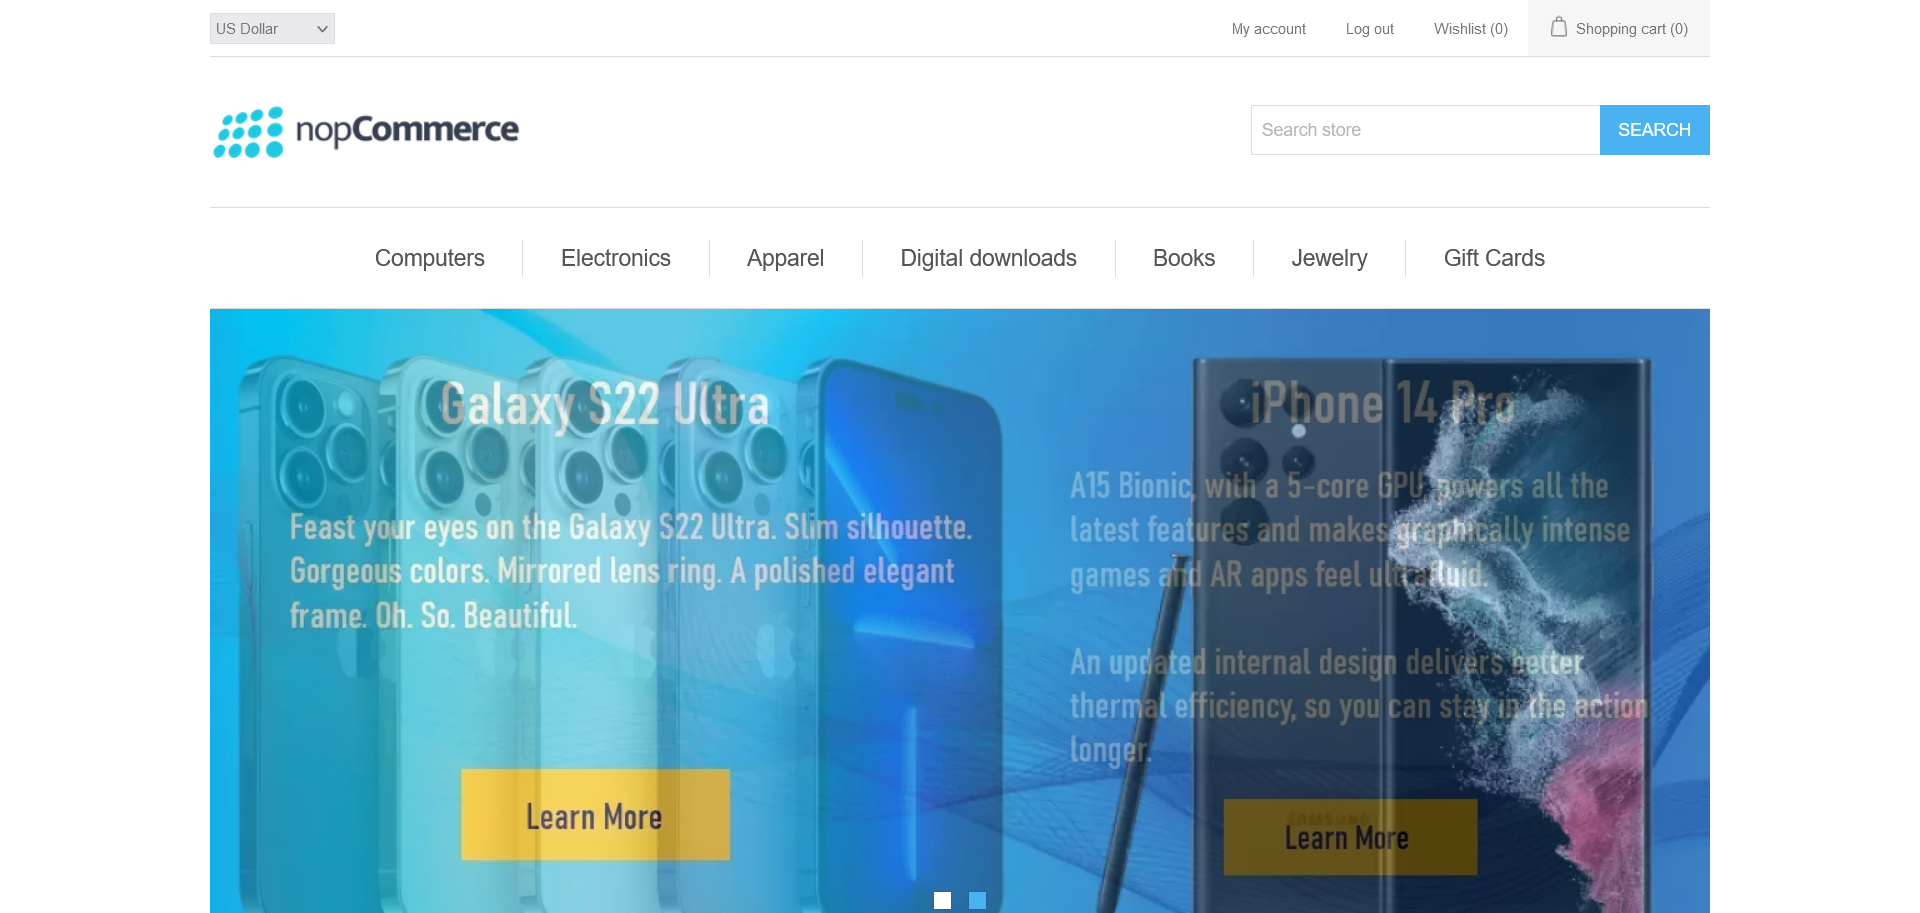 US Dollar
My account
Log out
Wishlist (0)
Shopping cart (0)
nopCommerce
Search store
SEARCH
Computers
Electronics
Apparel
Digital downloads
Books
Jewelry
Gift Cards
Galaxy S22 Ultra
Feast your eyes on the Galaxy S22 Ultra. Slim silhouette.
Gorgeous colors. Mirrored lens ring. A polished elegant
frame. Oh. So. Beautiful.
Learn More
iPhone 14 Pro
A15 Bionic, with a 5-core GPU, powers all the
latest features and makes graphically intense
games and AR apps feel ultrafluid.
An updated internal design delivers better
thermal efficiency, so you can stay in the action
longer.
SAMSUNG
Learn More